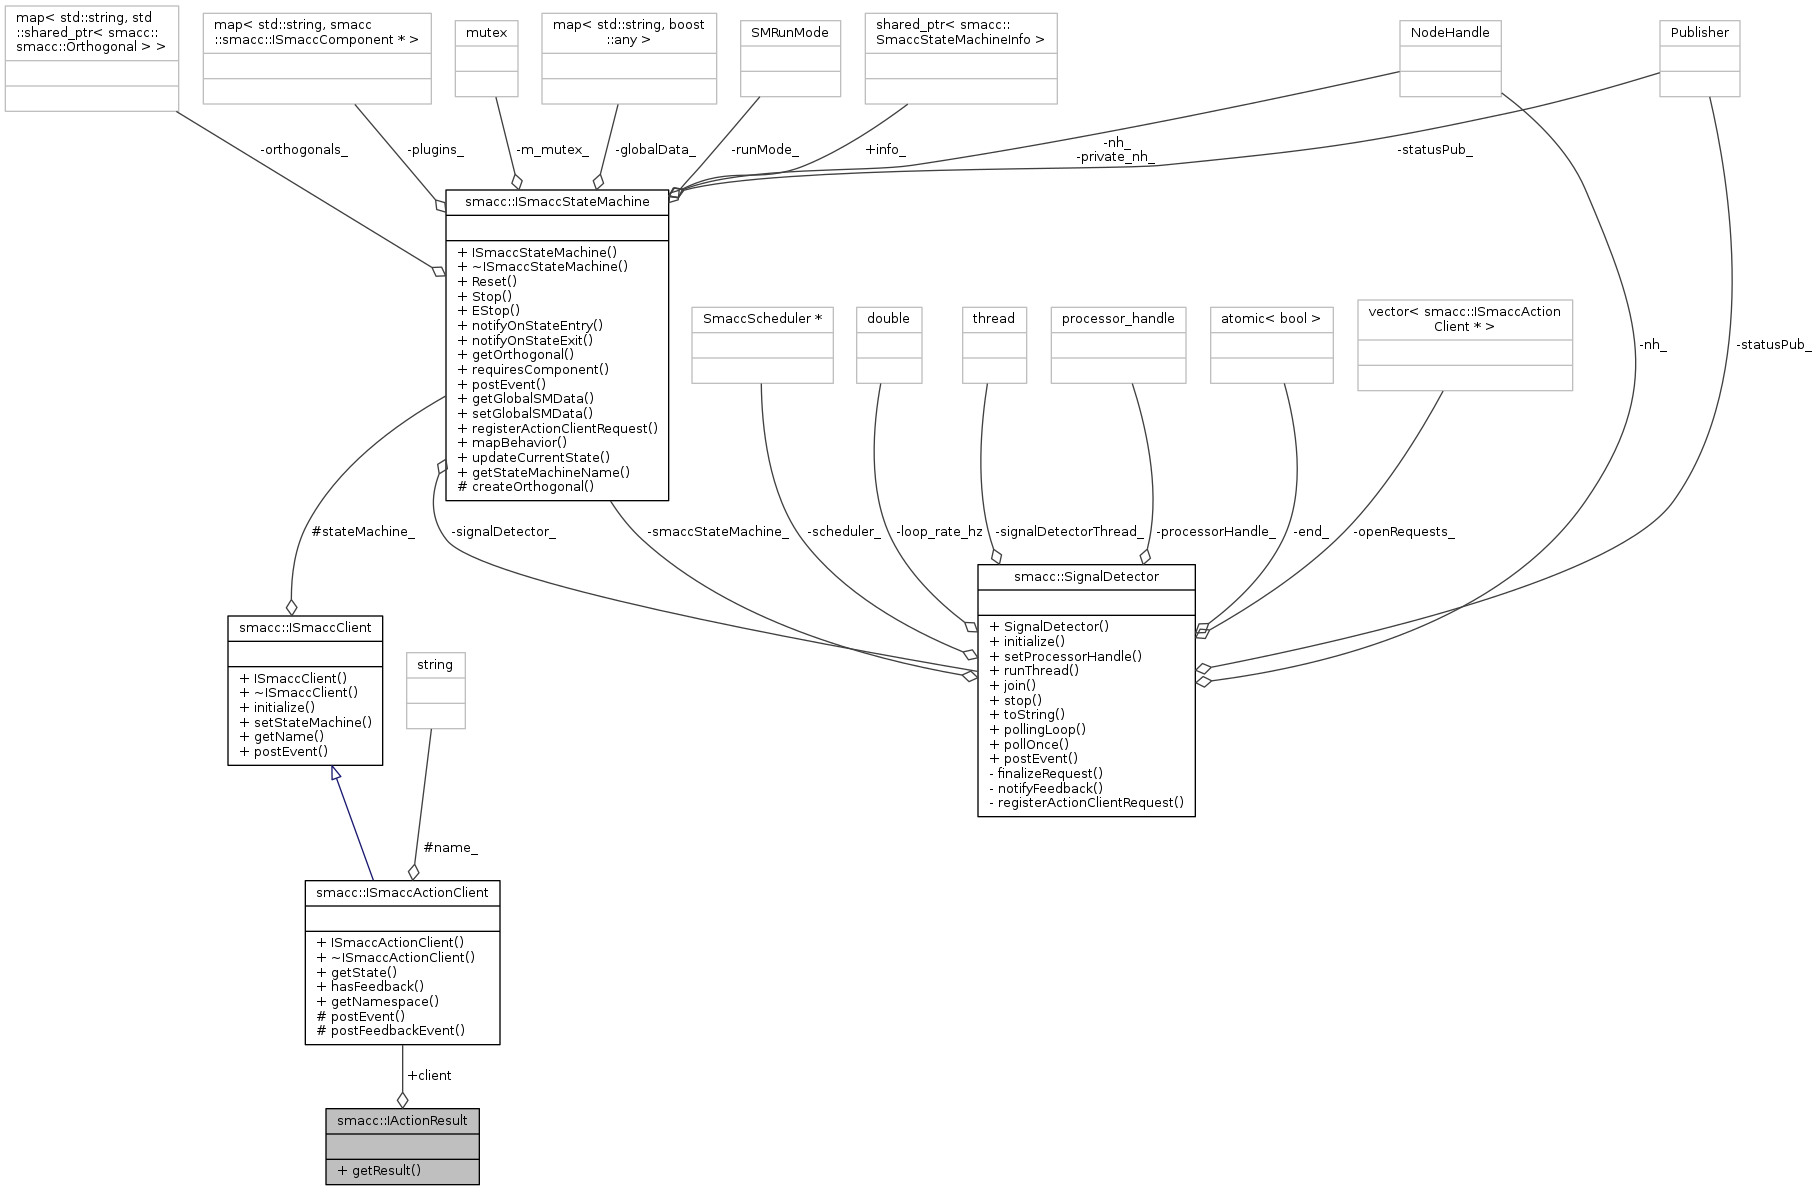 map< std::string, std
::shared_ptr< smacc::
smacc::Orthogonal > >
map< std::string, smacc
::smacc::ISmaccComponent * >
mutex
map< std::string, boost
::any >
SMRunMode
shared_ptr< smacc::
SmaccStateMachineInfo >
NodeHandle
Publisher
-orthogonals_
-plugins_
-m_mutex_
-globalData_
-runMode_
+info_
-nh_
-private_nh_
-statusPub_
smacc::ISmaccStateMachine
+ ISmaccStateMachine()
+ ~ISmaccStateMachine()
+ Reset()
+ Stop()
+ EStop()
+ notifyOnStateEntry()
+ notifyOnStateExit()
+ getOrthogonal()
+ requiresComponent()
+ postEvent()
+ getGlobalSMData()
+ setGlobalSMData()
+ registerActionClientRequest()
+ mapBehavior()
+ updateCurrentState()
+ getStateMachineName()
# createOrthogonal()
SmaccScheduler *
double
thread
processor_handle
atomic< bool >
vector< smacc::ISmaccAction
Client * >
-nh_
-statusPub_
#stateMachine_
-signalDetector_
-smaccStateMachine_
-scheduler_
-loop_rate_hz
-signalDetectorThread_
-processorHandle_
-end_
-openRequests_
smacc::SignalDetector
+ SignalDetector()
+ initialize()
+ setProcessorHandle()
+ runThread()
+ join()
+ stop()
+ toString()
+ pollingLoop()
+ pollOnce()
+ postEvent()
- finalizeRequest()
- notifyFeedback()
- registerActionClientRequest()
smacc::ISmaccClient
+ ISmaccClient()
+ ~ISmaccClient()
+ initialize()
+ setStateMachine()
+ getName()
+ postEvent()
string
#name_
smacc::ISmaccActionClient
+ ISmaccActionClient()
+ ~ISmaccActionClient()
+ getState()
+ hasFeedback()
+ getNamespace()
# postEvent()
# postFeedbackEvent()
+client
smacc::IActionResult
+ getResult()